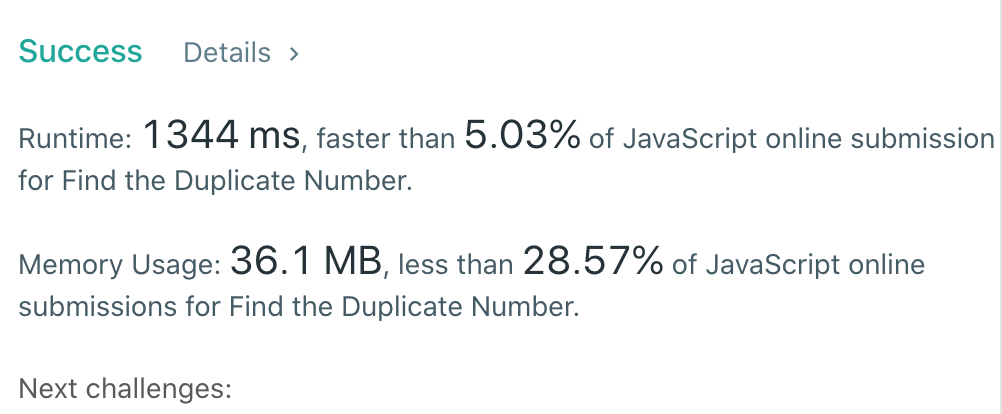 Success Details >
Runtime: 1344 ms, faster than 5.03% of JavaScript online submission
for Find the Duplicate Number.
Memory Usage: 36.1 MB, less than 28.57% of JavaScript online
submissions for Find the Duplicate Number.
Next challenges: